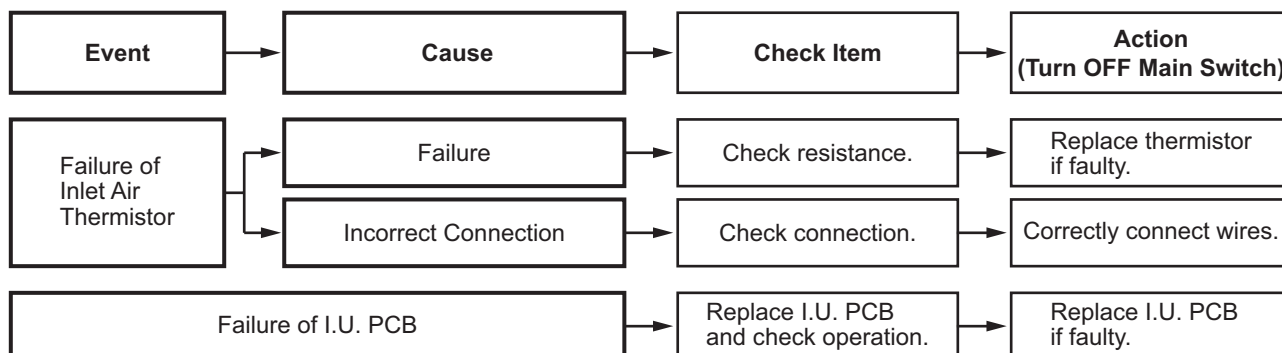 Event
Cause
Check Item
Action
(Turn OFF Main Switch)
Failure of
Inlet Air
Thermistor
Failure
Check resistance.
Replace thermistor
if faulty.
Incorrect Connection
Check connection.
Correctly connect wires.
Failure of I.U. PCB
Replace I.U. PCB
and check operation.
Replace I.U. PCB
if faulty.